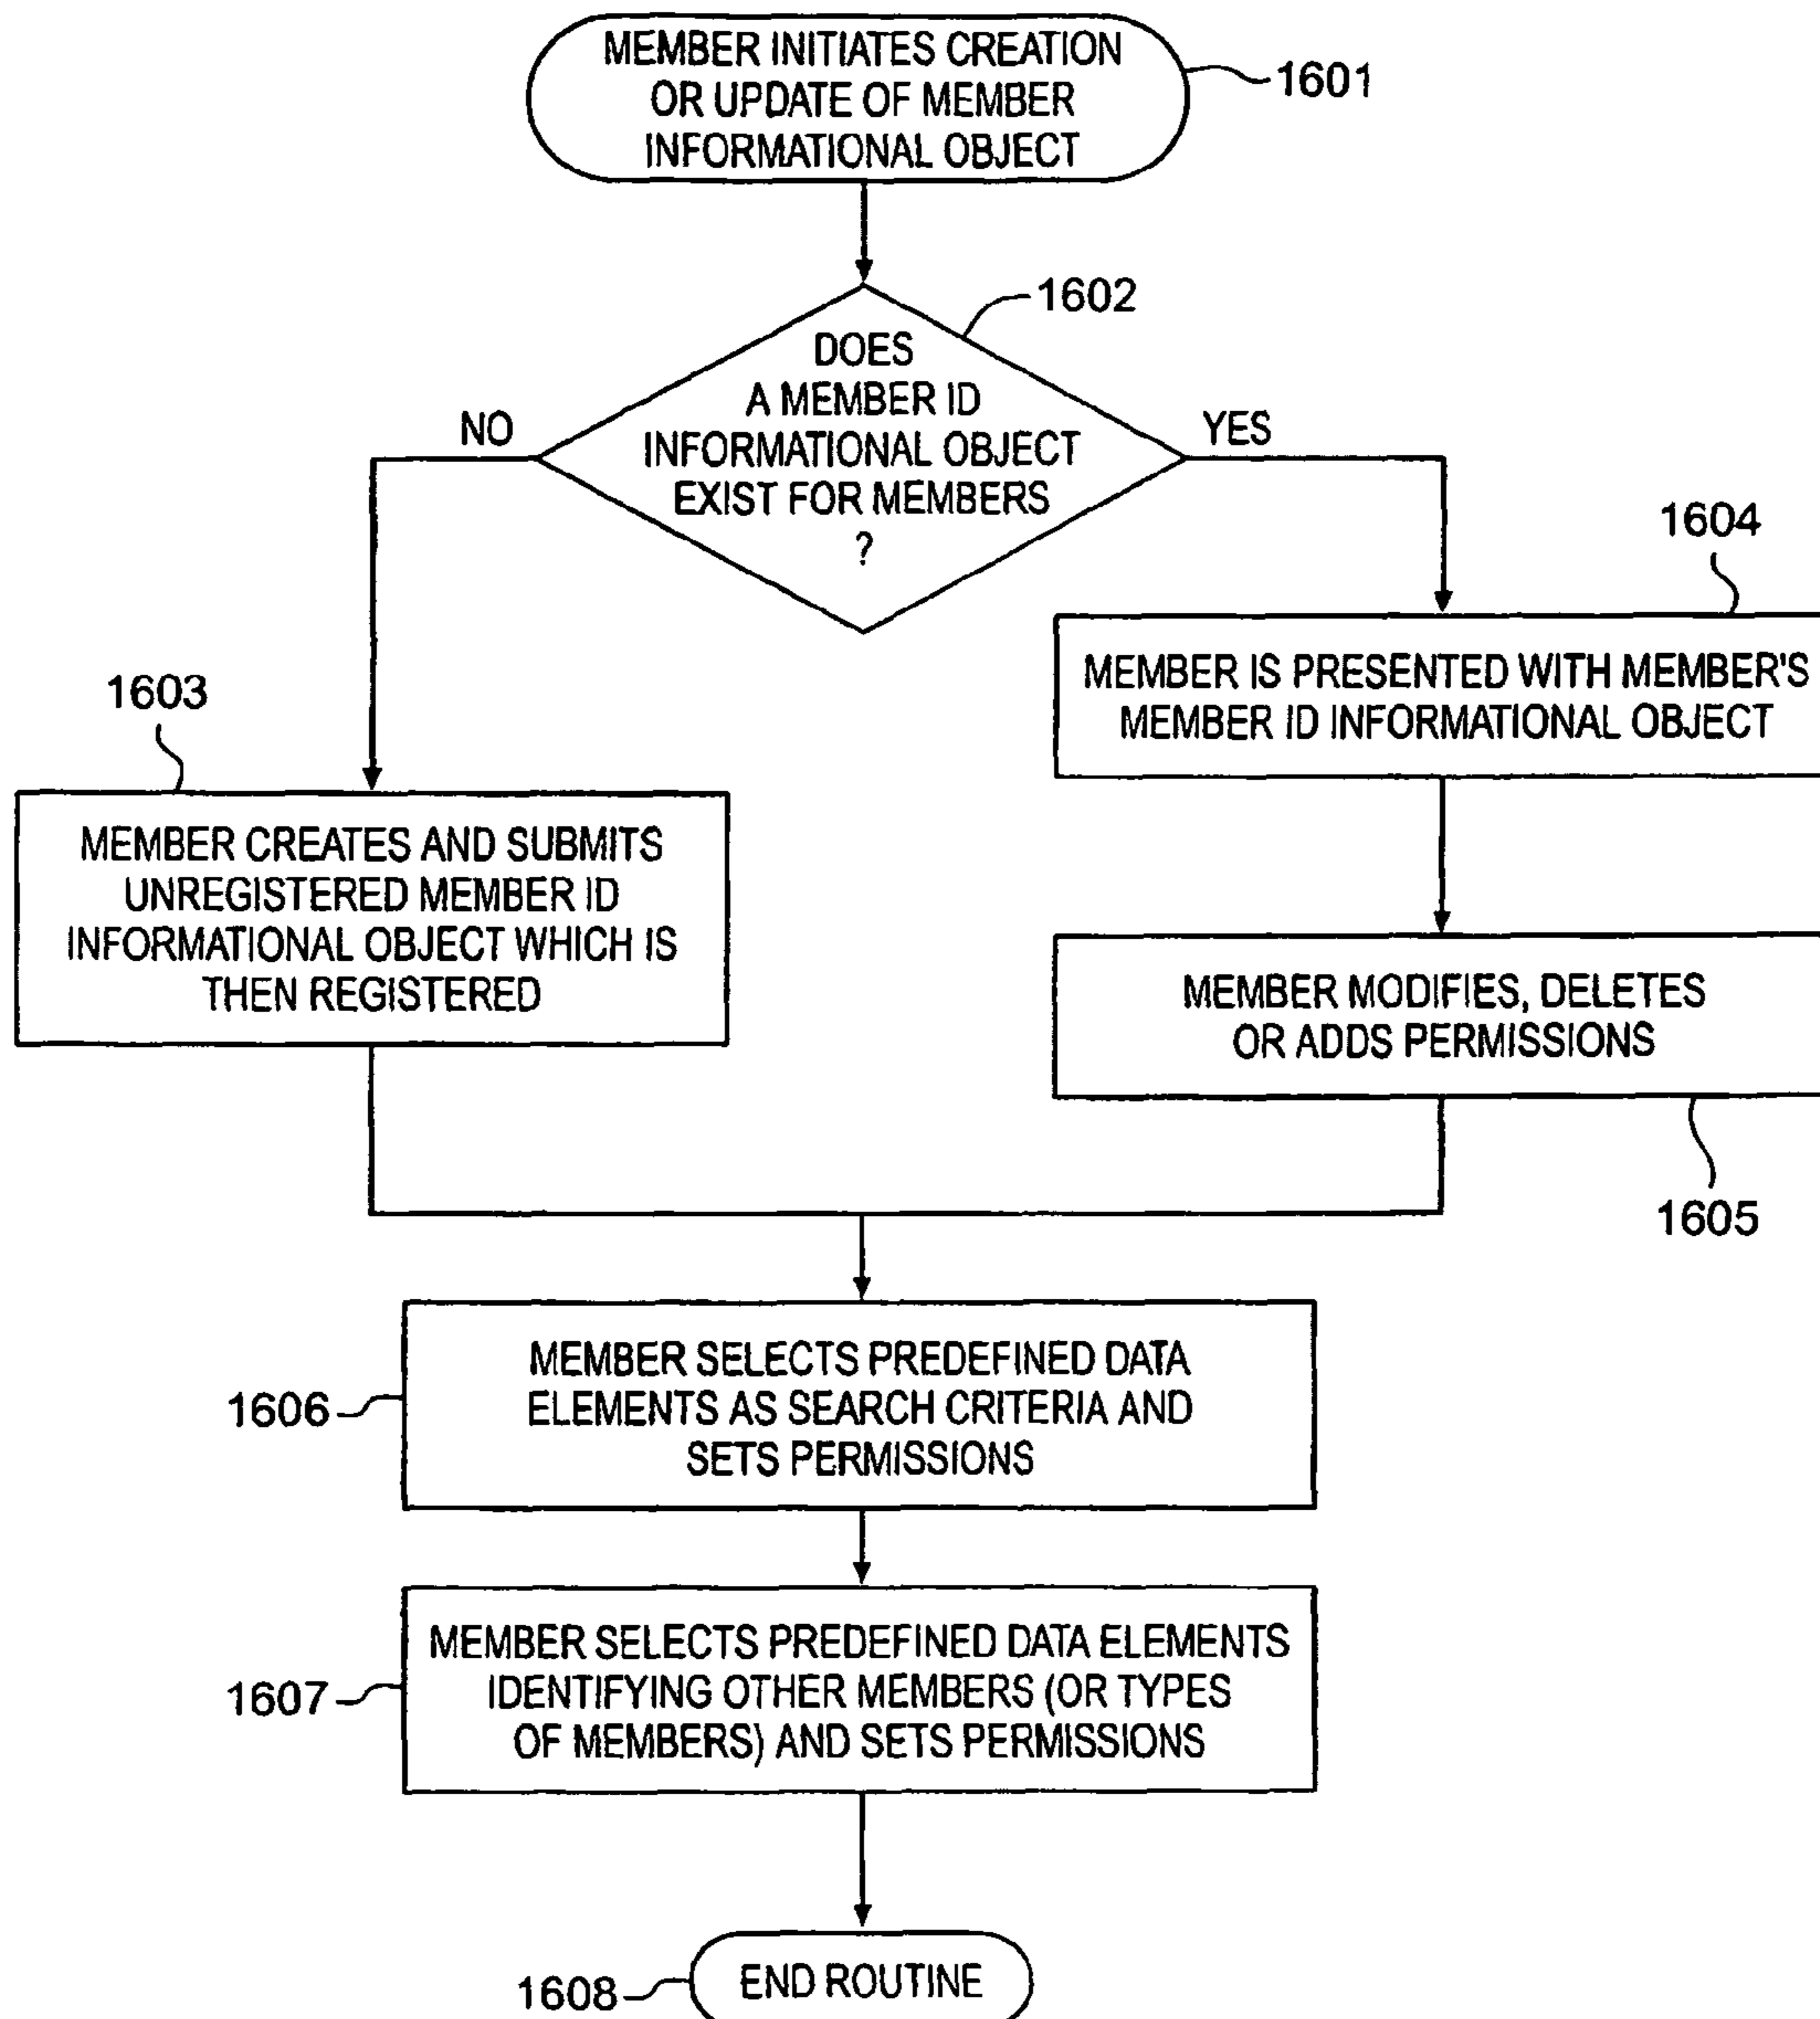 MEMBER INITIATES CREATION
OR UPDATE OF MEMBER
INFORMATIONAL OBJECT
1601
1602
DOES
A MEMBER ID
INFORMATIONAL OBJECT
EXIST FOR MEMBERS
?
NO
YES
1604
MEMBER IS PRESENTED WITH MEMBER'S
MEMBER ID INFORMATIONAL OBJECT
1603
MEMBER CREATES AND SUBMITS
UNREGISTERED MEMBER ID
INFORMATIONAL OBJECT WHICH IS
THEN REGISTERED
MEMBER MODIFIES, DELETES
OR ADDS PERMISSIONS
1605
MEMBER SELECTS PREDEFINED DATA
ELEMENTS AS SEARCH CRITERIA AND
SETS PERMISSIONS
1606
MEMBER SELECTS PREDEFINED DATA ELEMENTS
IDENTIFYING OTHER MEMBERS (OR TYPES
OF MEMBERS) AND SETS PERMISSIONS
1607
END ROUTINE
1608